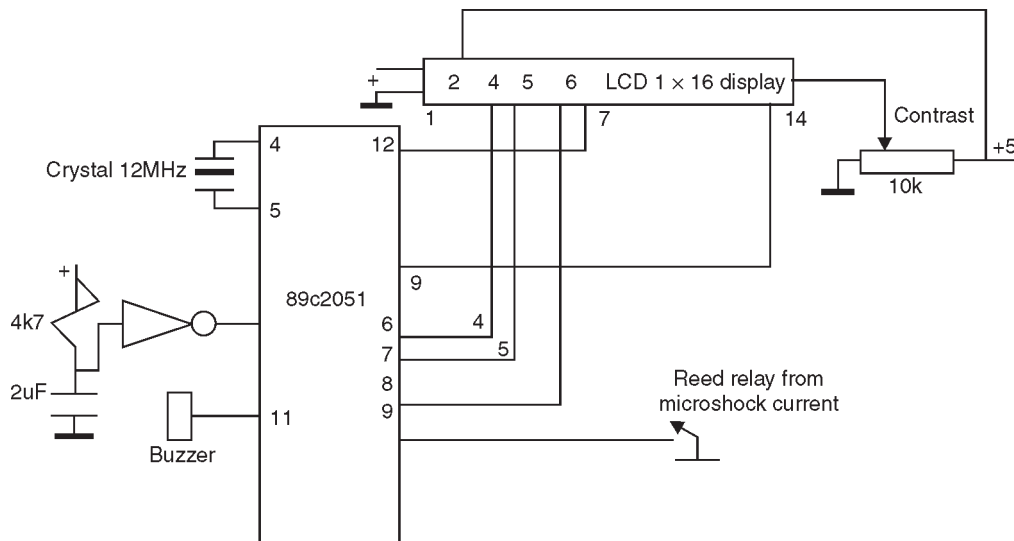 +
2 4 5 6 LCD 1 × 16 display
1 7 14
Contrast
+5
10k
Crystal 12MHz
4
5
12
9
+
4k7
2uF
89c2051
6 4
7 5
8
9
11
Buzzer
Reed relay from
microshock current